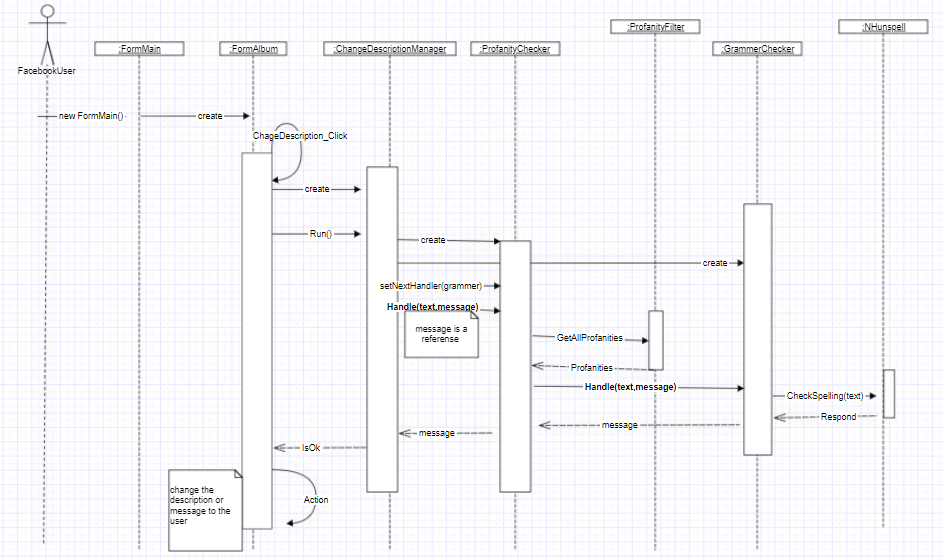 :ProfanityFilter
:NHunspell
:FormMain
:FormAlbum
:ChangeDescriptionManager
:ProfanityChecker
:GrammerChecker
FacebookUser
new FormMain()
create
ChageDescription_Click
create
Run()
create
create
setNextHandler(grammer)
Handle(text,message)
message is a
referense
GetAllProfanities
Profanities
Handle(text,message)
CheckSpelling(text)
Respond
message
message
IsOk
change the
description or
message to the
user
Action